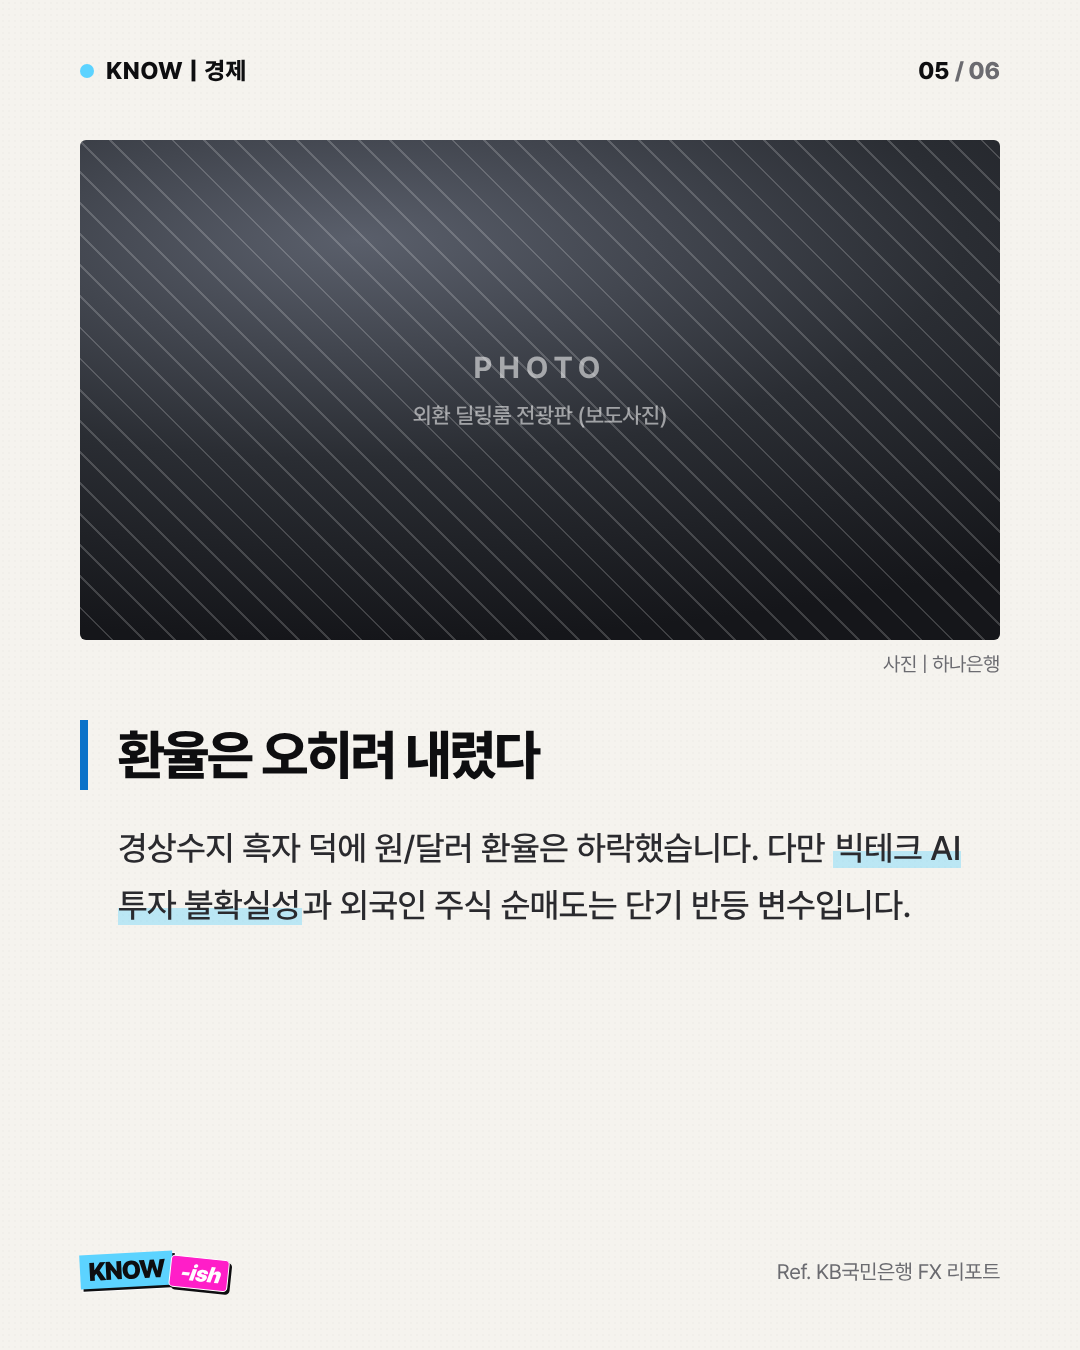 KNOW | 경제
05 / 06
PHOTO
외환 딜링룸 전광판 (보도사진)
사진 | 하나은행
환율은 오히려 내렸다
경상수지 흑자 덕에 원/달러 환율은 하락했습니다. 다만 빅테크 AI
투자 불확실성과 외국인 주식 순매도는 단기 반등 변수입니다.
KNOW -ish
Ref. KB국민은행 FX 리포트